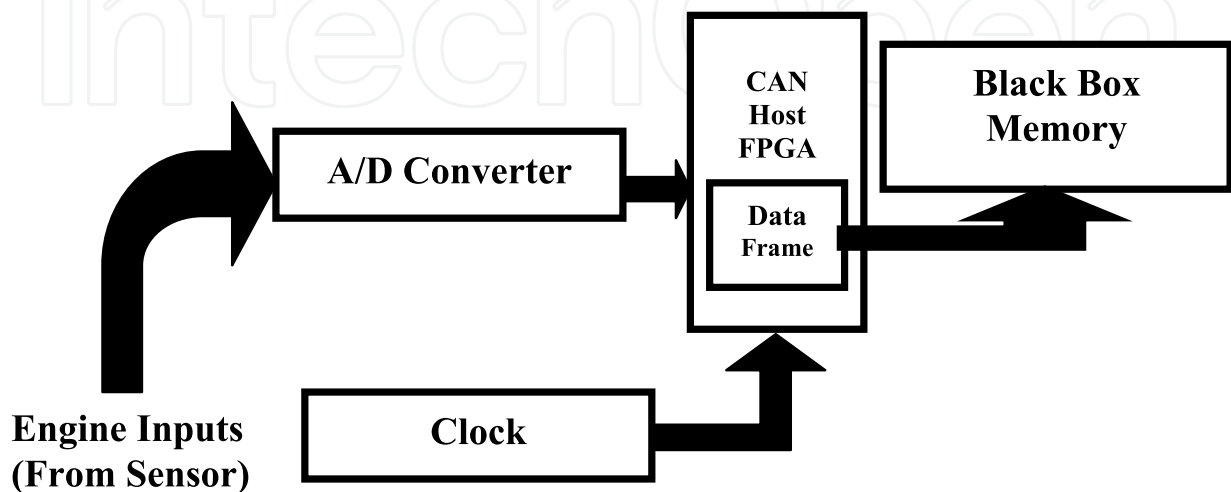 IntechOpen
CAN
Host
FPGA
Black Box
Memory
A/D Converter
Data
Frame
Clock
Engine Inputs
(From Sensor)